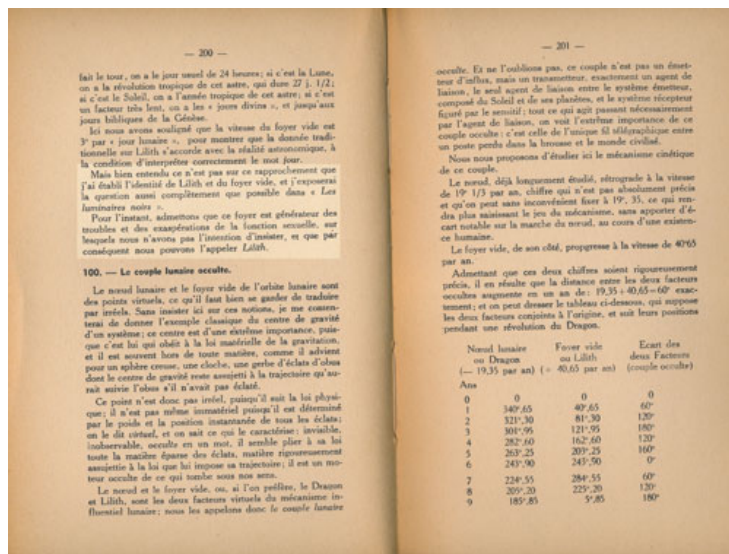 — 200 —
fait le tour, on a le jour usuel de 24 heures; si c'est la Lune,
on a la révolution tropique de cet astre, qui dure 27 j. 1/2;
si c'est le Soleil, on a l'année tropique de cet astre; si c'est
un facteur très lent, on a les « jours divins », et jusqu'aux
jours bibliques de la Génèse.
Ici nous avons souligné que la vitesse du foyer vide est
3° par « jour lunaire », pour montrer que la donnée tradi-
tionnelle sur Lilith s'accorde avec la réalité astronomique, à
la condition d'interpréter correctement le mot jour.
Mais bien entendu ce n'est pas sur ce rapprochement que
j'ai établi l'identité de Lilith et du foyer vide, et j'exposerai
la question aussi complètement que possible dans « Les
luminaires noirs ».
Pour l'instant, admettons que ce foyer est générateur des
troubles et des exaspérations de la fonction sexuelle, sur
lesquels nous n'avons pas l'intention d'insister, et que par
conséquent nous pouvons l'appeler Lilith.
100. — Le couple lunaire occulte.
Le nœud lunaire et le foyer vide de l'orbite lunaire sont
des points virtuels, ce qu'il faut bien se garder de traduire
par irréels. Sans insister ici sur ces notions, je me conten-
terai de donner l'exemple classique du centre de gravité
d'un système; ce centre est d'une extrême importance, puis-
que c'est lui qui obéit à la loi matérielle de la gravitation,
et il est souvent hors de toute matière, comme il advient
pour un sphère creuse, une cloche, une gerbe d'éclats d'obus
dont le centre de gravité reste assujetti à la trajectoire qu'au-
rait suivie l'obus s'il n'avait pas éclaté.
Ce point n'est donc pas irréel, puisqu'il suit la loi physi-
que; il n'est pas même immatériel puisqu'il est déterminé
par le poids et la position instantanée de tous les éclats;
on le dit virtuel, et on sait ce qui le caractérise: invisible,
inobservable, occulte en un mot, il semble plier à sa loi
toute la matière éparse des éclats, matière rigoureusement
assujettie à la loi que lui impose sa trajectoire; il est un mo-
teur occulte de ce qui tombe sous nos sens.
Le nœud et le foyer vide, ou, si l'on préfère, le Dragon
et Lilith, sont les deux facteurs virtuels du mécanisme in-
fluentiel lunaire; nous les appelons donc le couple lunaire
— 201 —
occulte. Et ne l'oublions pas, ce couple n'est pas un émet-
teur d'influx, mais un transmetteur, exactement un agent de
liaison, le seul agent de liaison entre le système émetteur,
composé du Soleil et de ses planètes, et le système récepteur
figuré par le sensitif; tout ce qui agit passant nécessairement
par l'agent de liaison, on voit l'extrême importance de ce
couple occulte: c'est celle de l'unique fil télégraphique entre
un poste perdu dans la brousse et le monde civilisé.
Nous nous proposons d'étudier ici le mécanisme cinétique
de ce couple.
Le nœud, déjà longuement étudié, rétrograde à la vitesse
de 19° 1/3 par an, chiffre qui n'est pas absolument précis
et qu'on peut sans inconvénient fixer à 19°, 35, ce qui ren-
dra plus saisissant le jeu du mécanisme, sans apporter d'é-
cart notable sur la marche du nœud, au cours d'une existen-
ce humaine.
Le foyer vide, de son côté, progresse à la vitesse de 40°65
par an.
Admettant que ces deux chiffres soient rigoureusement
précis, il en résulte que la distance entre les deux facteurs
occultes augmente en un an de: 19,35 + 40,65 = 60° exac-
tement; et on peut dresser le tableau ci-dessous, qui suppose
les deux facteurs conjoints à l'origine, et suit leurs positions
pendant une révolution du Dragon.
Nœud lunaire Foyer vide Ecart des
ou Dragon ou Lilith deux Facteurs
(— 19,35 par an) (+ 40,65 par an) (couple occulte)
Ans
0 0 0 0
1 340°,65 40°,65 60°
2 321°,30 81°,30 120°
3 301°,95 121°,95 180°
4 282°,60 162°,60 120°
5 263°,25 203°,25 160°
6 243°,90 243°,90 0°
7 224°,55 284°,55 60°
8 205°,20 225°,20 120°
9 185°,85 5°,85 180°